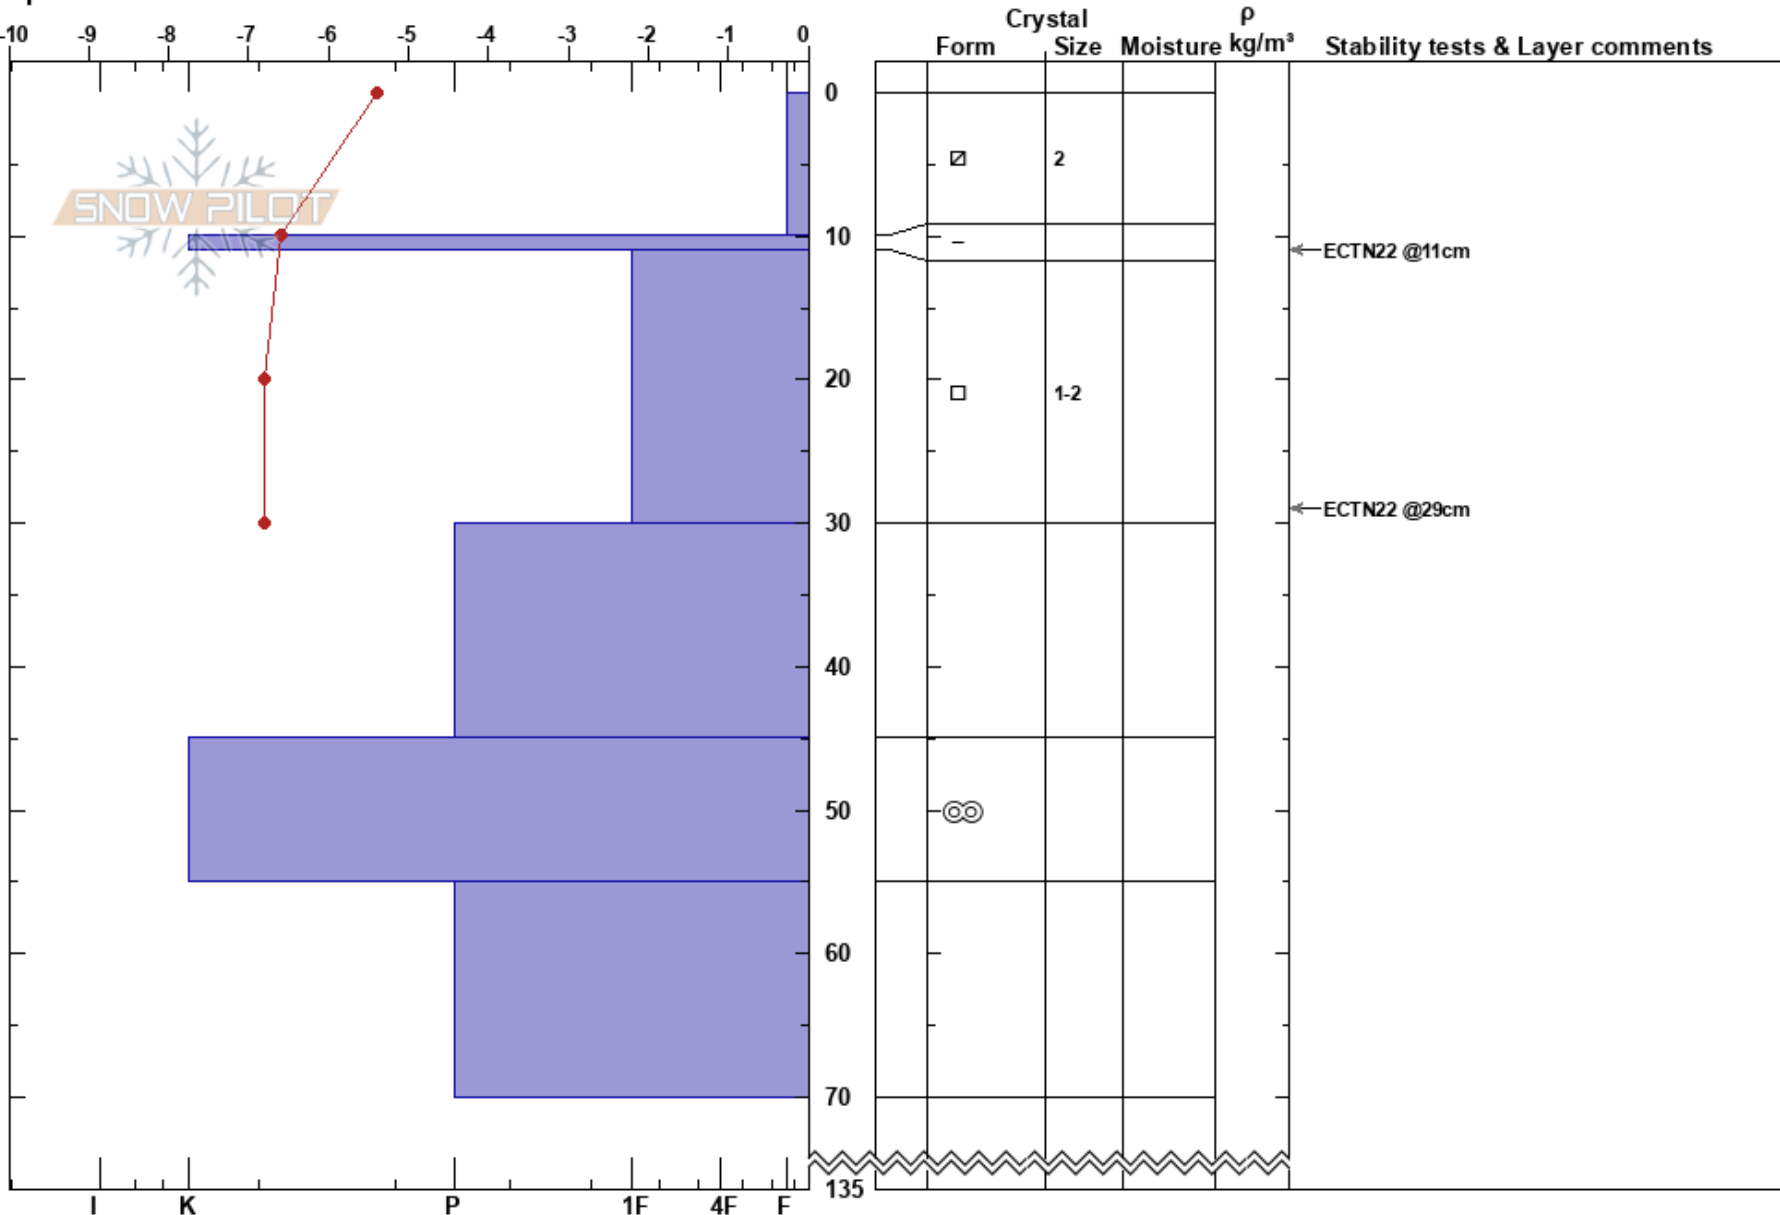 -10 -9 -8 -7 -6 -5 -4 -3 -2 -1 0
Crystal
Form Size Moisture
ρ
kg/m³
Stability tests & Layer comments
SNOW PILOT
0
2
10
ECTN22 @11cm
20
1-2
ECTN22 @29cm
30
40
50
60
70
135
I K P 1F 4F F